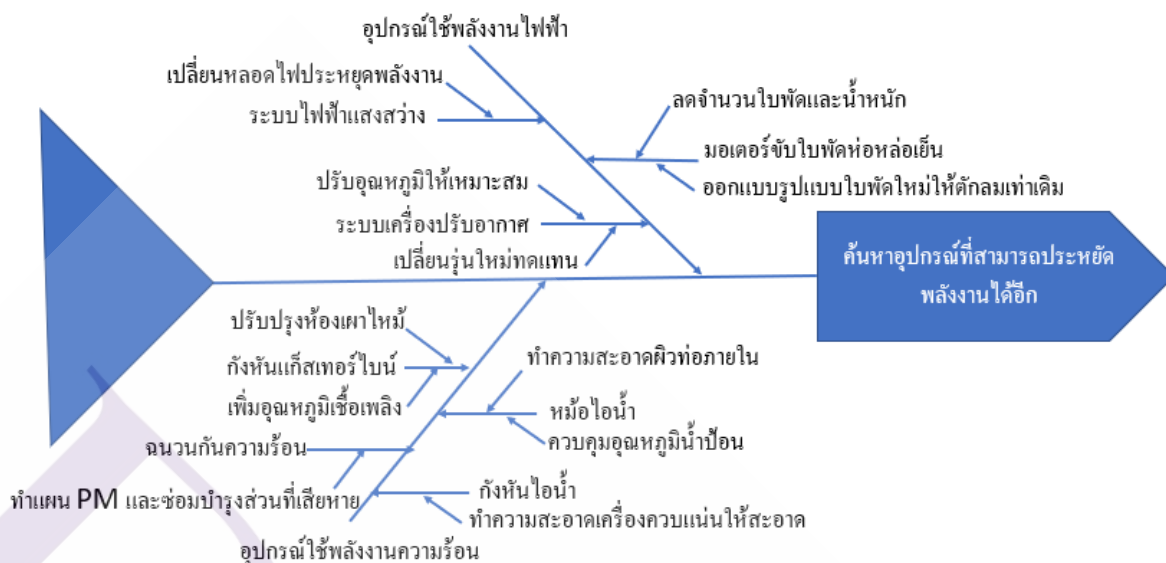 อุปกรณ์ใช้พลังงานไฟฟ้า
เปลี่ยนหลอดไฟประหยุดพลังงาน
ระบบไฟฟ้าแสงสว่าง
ลดจำนวนใบพัดและน้ำหนัก
มอเตอร์ขับใบพัดห่อหล่อเย็น
ออกแบบรูปแบบใบพัดใหม่ให้ตักลมเท่าเดิม
ปรับอุณหภูมิให้เหมาะสม
ระบบเครื่องปรับอากาศ
เปลี่ยนรุ่นใหม่ทดแทน
ค้นหาอุปกรณ์ที่สามารถประหยัด
พลังงานได้อีก
ปรับปรุงห้องเผาไหม้
กังหันแก็สเทอร์ไบน์
เพิ่มอุณหภูมิเชื้อเพลิง
ทำความสะอาดผิวท่อภายใน
หม้อไอน้ำ
ควบคุมอุณหภูมิน้ำป้อน
ฉนวนกันความร้อน
ทำแผน PM และซ่อมบำรุงส่วนที่เสียหาย
กังหันไอน้ำ
ทำความสะอาดเครื่องควบแน่นให้สะอาด
อุปกรณ์ใช้พลังงานความร้อน